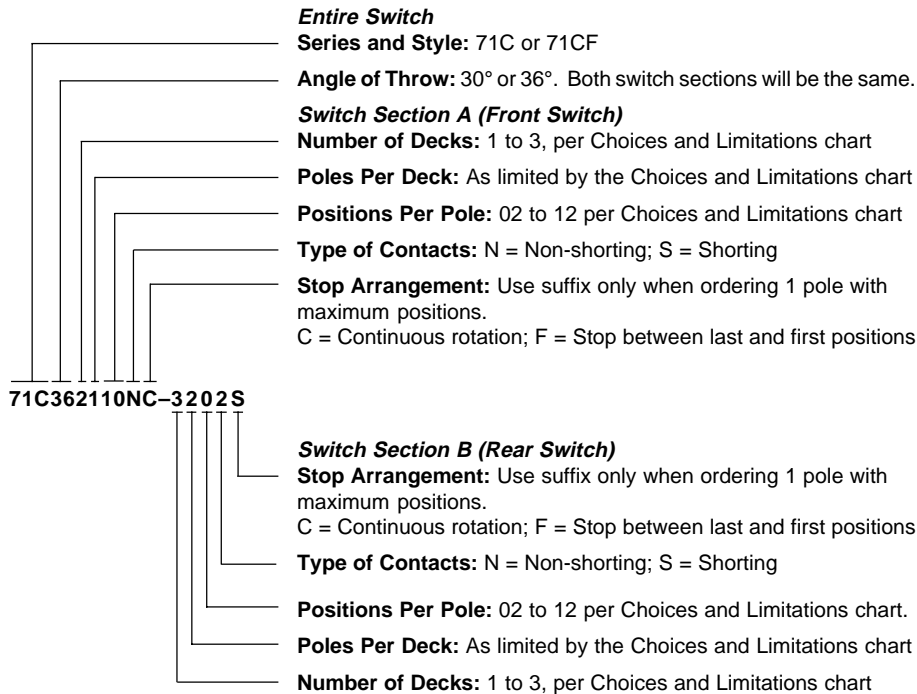 Entire Switch
Series and Style: 71C or 71CF
Angle of Throw: 30° or 36°. Both switch sections will be the same.
Switch Section A (Front Switch)
Number of Decks: 1 to 3, per Choices and Limitations chart
Poles Per Deck: As limited by the Choices and Limitations chart
Positions Per Pole: 02 to 12 per Choices and Limitations chart
Type of Contacts: N = Non-shorting; S = Shorting
Stop Arrangement: Use suffix only when ordering 1 pole with
maximum positions.
C = Continuous rotation; F = Stop between last and first positions
71C362110NC–3202S
Switch Section B (Rear Switch)
Stop Arrangement: Use suffix only when ordering 1 pole with
maximum positions.
C = Continuous rotation; F = Stop between last and first positions
Type of Contacts: N = Non-shorting; S = Shorting
Positions Per Pole: 02 to 12 per Choices and Limitations chart.
Poles Per Deck: As limited by the Choices and Limitations chart
Number of Decks: 1 to 3, per Choices and Limitations chart